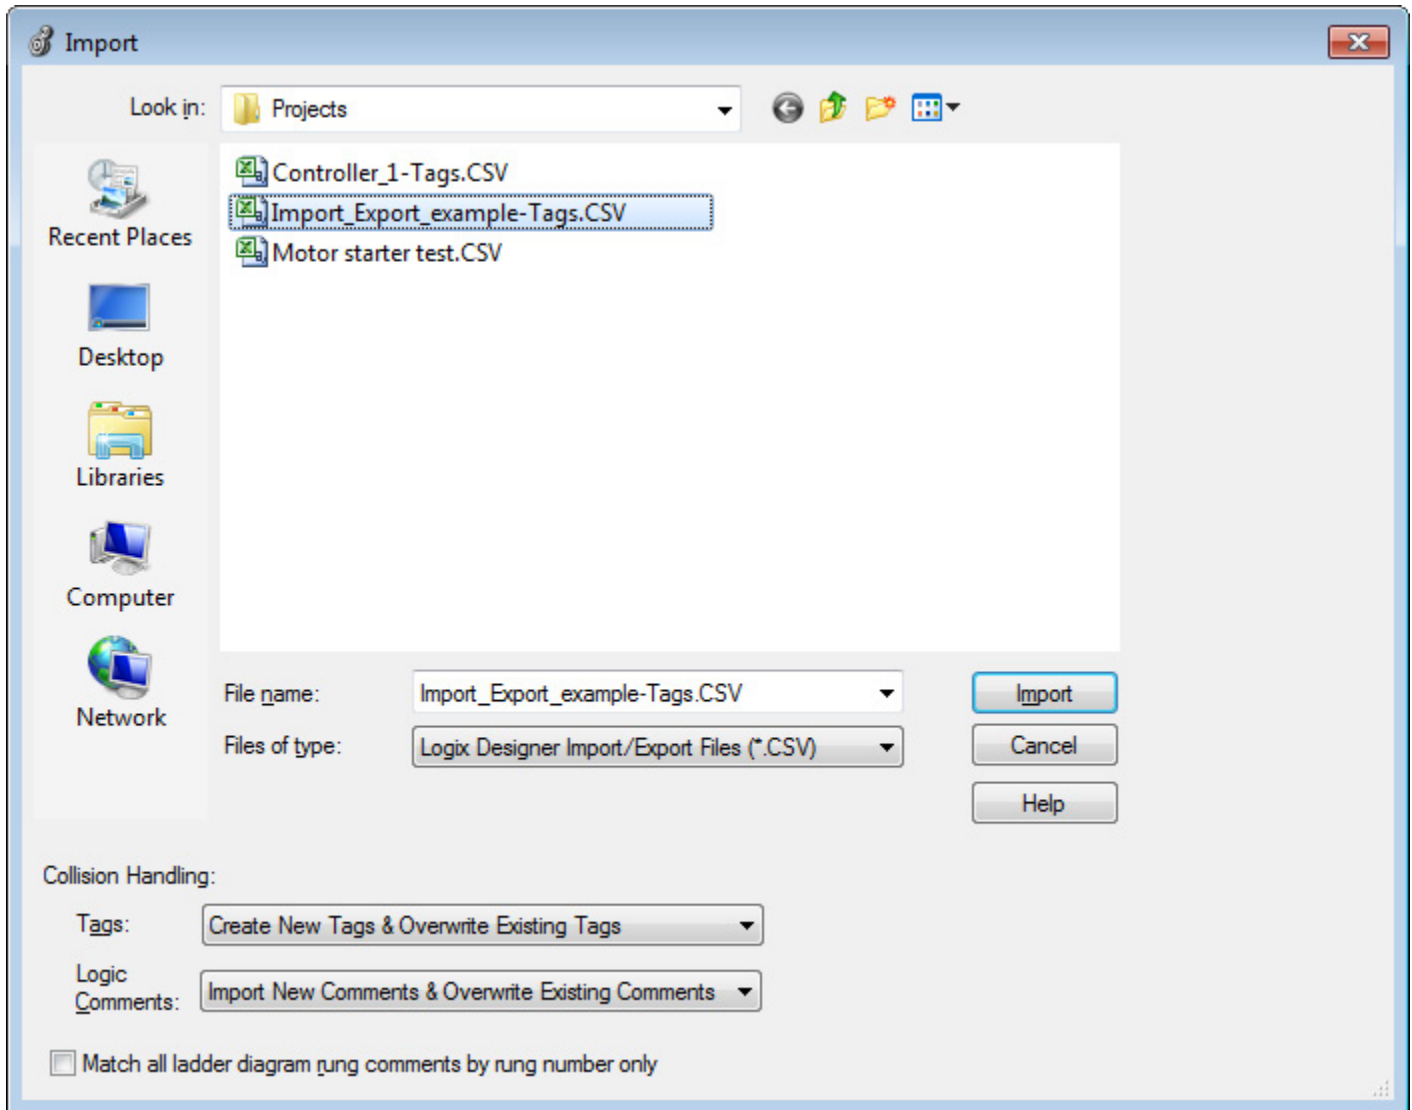 Import
Look in:
Projects
Recent Places
Desktop
Libraries
Computer
Network
Controller_1-Tags.CSV
Import_Export_example-Tags.CSV
Motor starter test.CSV
File name:
Import_Export_example-Tags.CSV
Import
Files of type:
Logix Designer Import/Export Files (*.CSV)
Cancel
Help
Collision Handling:
Tags:
Create New Tags & Overwrite Existing Tags
Logic
Comments:
Import New Comments & Overwrite Existing Comments
Match all ladder diagram rung comments by rung number only